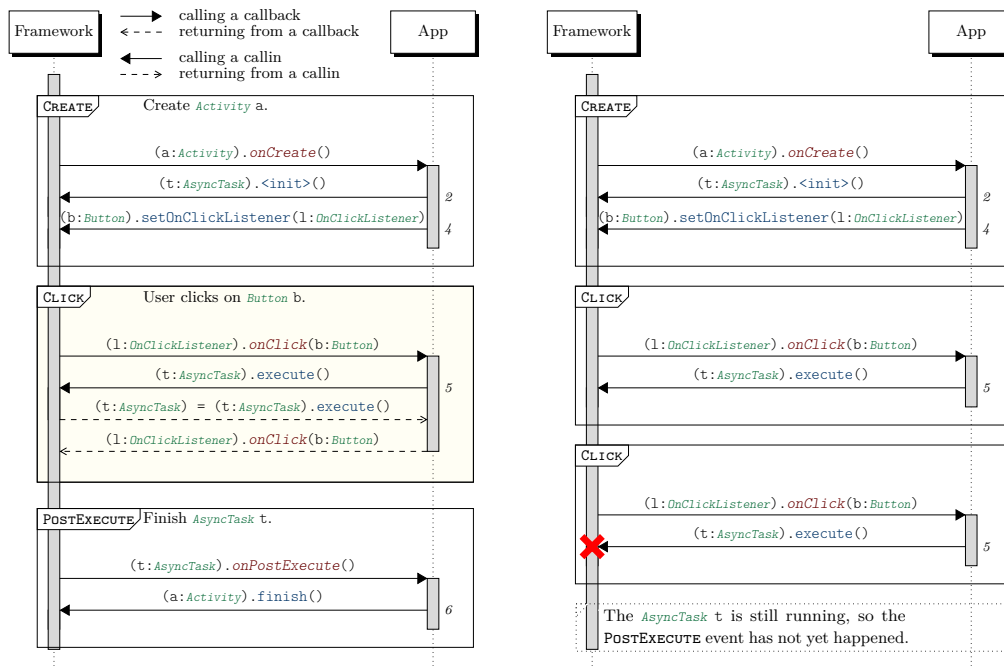 Framework
calling a callback
returning from a callback
calling a callin
returning from a callin
App
CREATE
Create Activity a.
(a:Activity).onCreate()
(t:AsyncTask).<init>()
2
(b:Button).setOnClickListener(l:OnClickListener)
4
CLICK
User clicks on Button b.
(l:OnClickListener).onClick(b:Button)
(t:AsyncTask).execute()
5
(t:AsyncTask) = (t:AsyncTask).execute()
(l:OnClickListener).onClick(b:Button)
POSTEXECUTE
Finish AsyncTask t.
(t:AsyncTask).onPostExecute()
(a:Activity).finish()
6
Framework
App
CREATE
(a:Activity).onCreate()
(t:AsyncTask).<init>()
2
(b:Button).setOnClickListener(l:OnClickListener)
4
CLICK
(l:OnClickListener).onClick(b:Button)
(t:AsyncTask).execute()
5
CLICK
(l:OnClickListener).onClick(b:Button)
(t:AsyncTask).execute()
5
The AsyncTask t is still running, so the
POSTEXECUTE event has not yet happened.